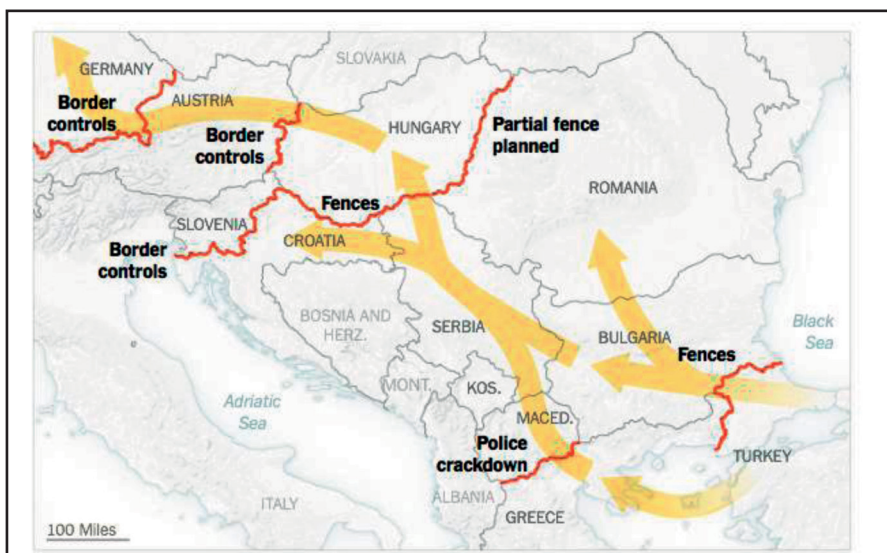 SLOVAKIA
GERMANY
AUSTRIA
Border
controls
HUNGARY
Border
controls
Partial fence
planned
ROMANIA
Fences
SLOVENIA
CROATIA
Border
controls
BOSNIA AND
HERZ.
SERBIA
BULGARIA
Black
Sea
Fences
MONT.
KOS.
Adriatic
Sea
MACED.
Police
crackdown
TURKEY
ALBANIA
ITALY
GREECE
100 Miles